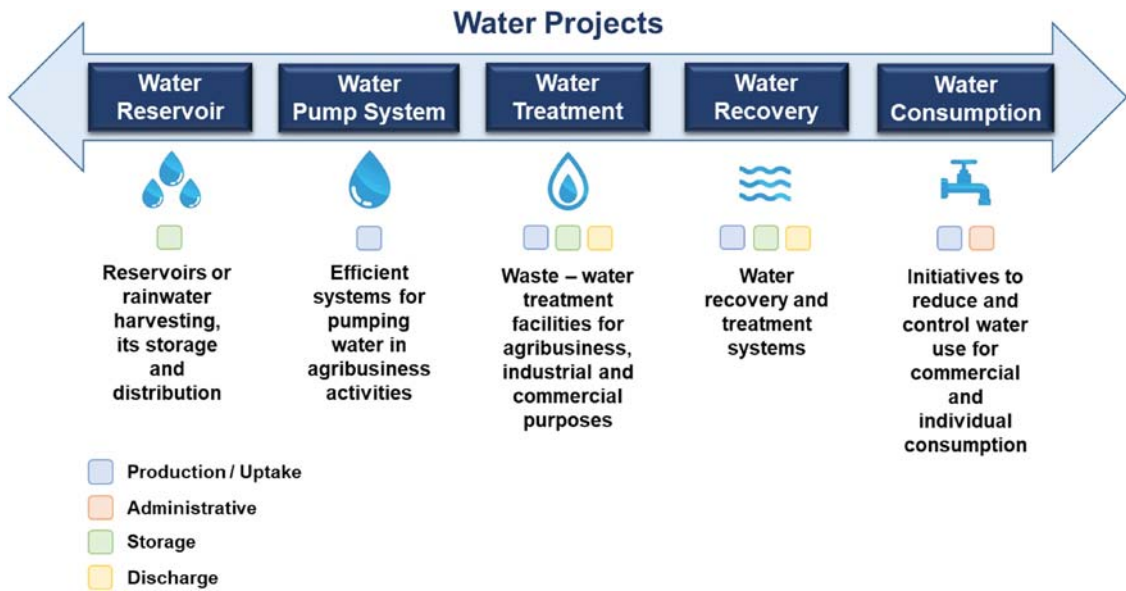 Water Projects
Water
Reservoir
Water
Pump System
Water
Treatment
Water
Recovery
Water
Consumption
Reservoirs or
rainwater
harvesting,
its storage
and
distribution
Efficient
systems for
pumping
water in
agribusiness
activities
Waste – water
treatment
facilities for
agribusiness,
industrial and
commercial
purposes
Water
recovery and
treatment
systems
Initiatives to
reduce and
control water
use for
commercial
and
individual
consumption
Production / Uptake
Administrative
Storage
Discharge